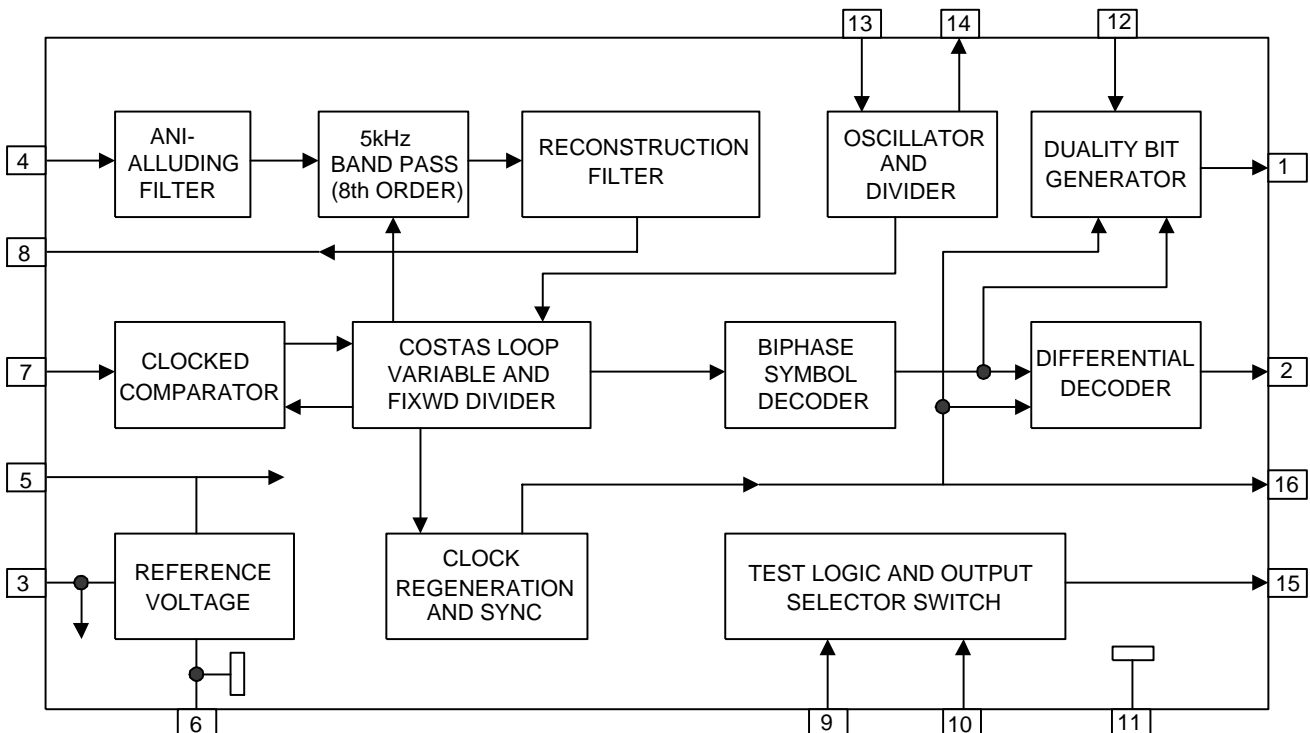 13
14
12
4
ANI-
ALLUDING
FILTER
5kHz
BAND PASS
(8th ORDER)
RECONSTRUCTION
FILTER
OSCILLATOR
AND
DIVIDER
DUALITY BIT
GENERATOR
1
8
7
CLOCKED
COMPARATOR
COSTAS LOOP
VARIABLE AND
FIXWD DIVIDER
BIPHASE
SYMBOL
DECODER
DIFFERENTIAL
DECODER
2
5
16
3
REFERENCE
VOLTAGE
CLOCK
REGENERATION
AND SYNC
TEST LOGIC AND OUTPUT
SELECTOR SWITCH
15
6
9
10
11